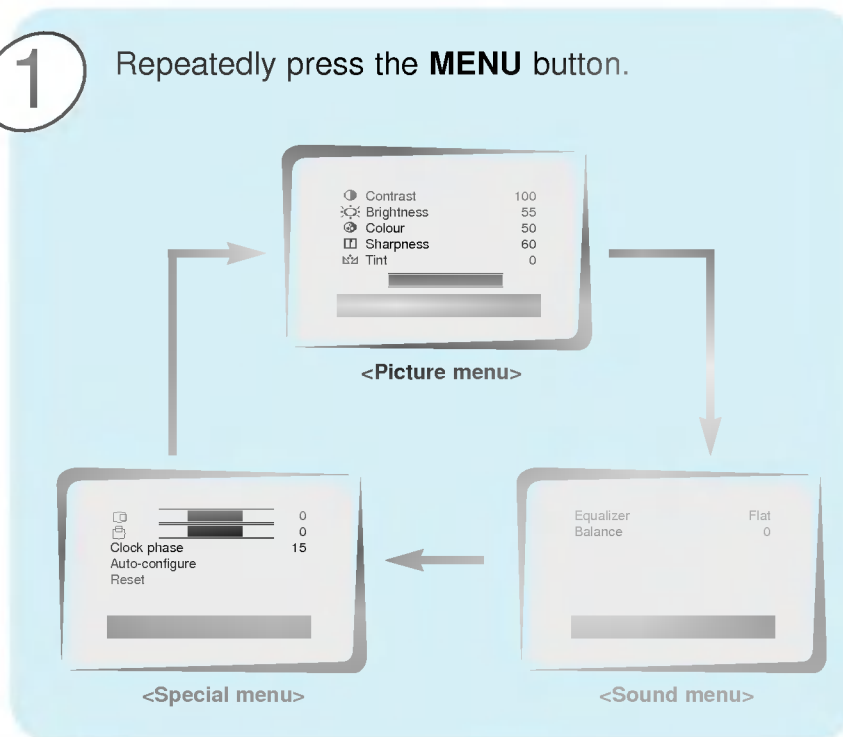 1
Repeatedly press the MENU button.
Contrast 100
Brightness 55
Colour 50
Sharpness 60
Tint 0
<Picture menu>
0
0
Clock phase 15
Auto-configure
Reset
<Special menu>
Equalizer Flat
Balance 0
<Sound menu>